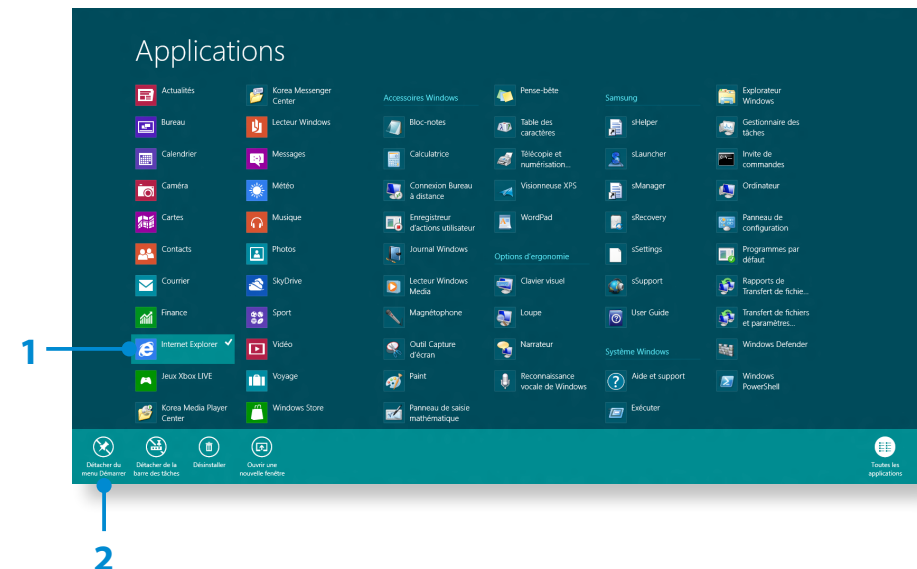 Applications
Actualités
Bureau
Calendrier
Caméra
Cartes
Contacts
Courrier
Finance
Internet Explorer
Jeux Xbox LIVE
Korea Media Player
Center
Korea Messenger
Center
Lecteur Windows
Messages
Météo
Musique
Photos
SkyDrive
Sport
Vidéo
Voyage
Windows Store
Accessoires Windows
Bloc-notes
Calculatrice
Connexion Bureau
à distance
Enregistreur
d'actions utilisateur
Journal Windows
Lecteur Windows
Media
Magnétophone
Outil Capture
d'écran
Paint
Panneau de saisie
mathématique
Pense-bête
Table des
caractères
Télécopie et
numérisation...
Visionneuse XPS
WordPad
Options d'ergonomie
Clavier visuel
Loupe
Narrateur
Reconnaissance
vocale de Windows
Samsung
sHelper
sLauncher
sManager
sRecovery
sSettings
sSupport
User Guide
Système Windows
Aide et support
Exécuter
Explorateur
Windows
Gestionnaire des
tâches
Invite de
commandes
Ordinateur
Panneau de
configuration
Programmes par
défaut
Rapports de
Transfert de fichie...
Transfert de fichiers
et paramètres...
Windows Defender
Windows
PowerShell
1
Détacher du
menu Démarrer
Détacher de la
barre des tâches
Désinstaller
Ouvrir une
nouvelle fenêtre
Toutes les
applications
2